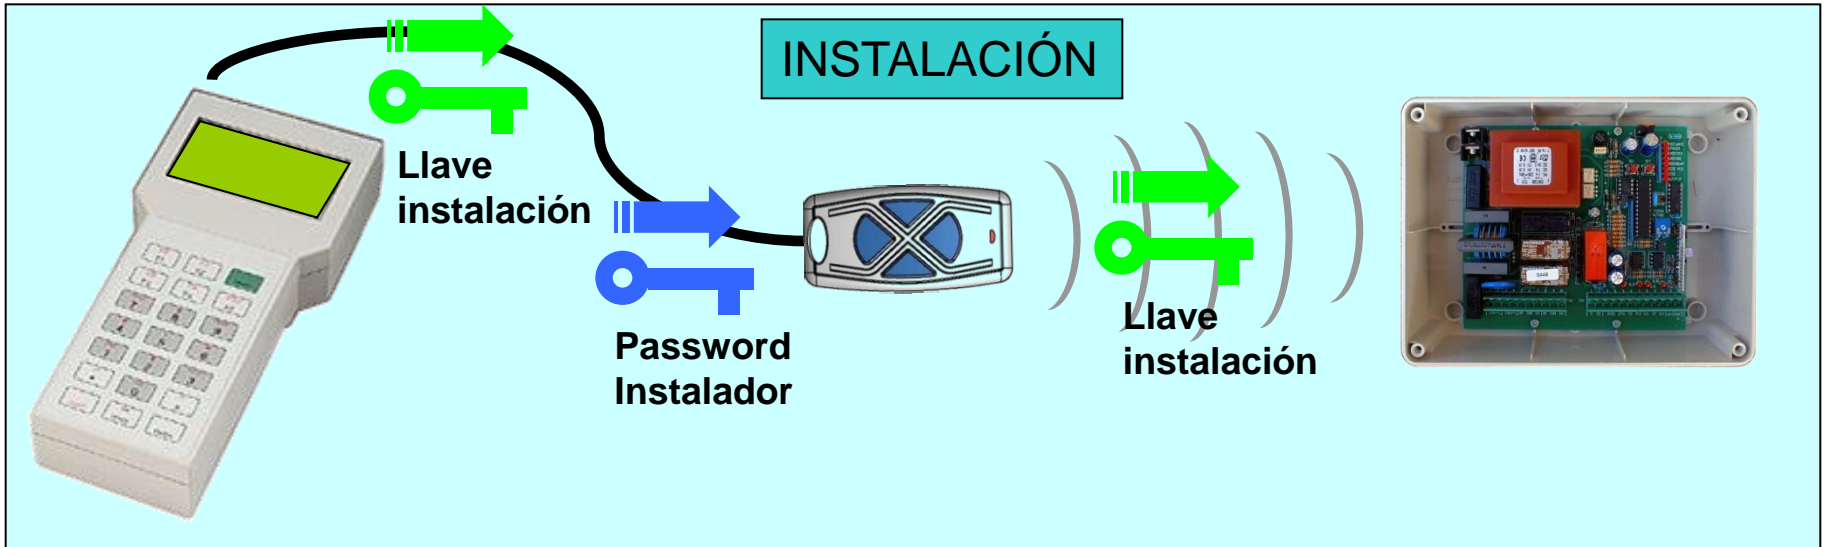 INSTALACIÓN
Llave
instalación
Password
Instalador
Llave
instalación